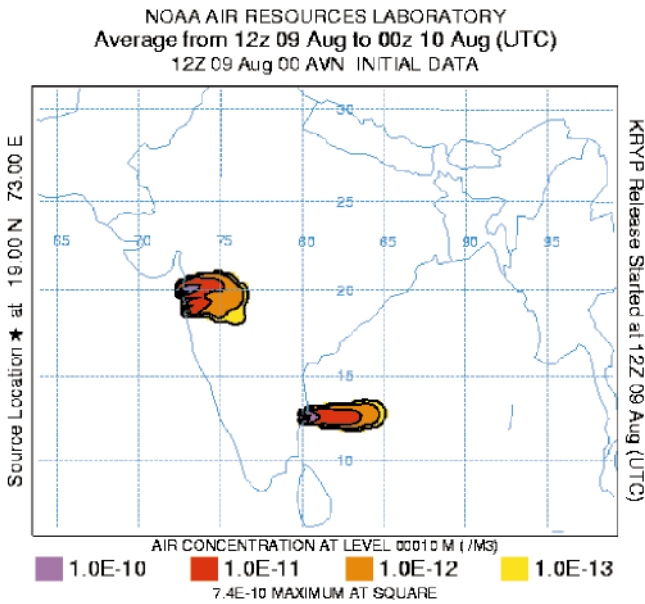 NOAA AIR RESOURCES LABORATORY
Average from 12z 09 Aug to 00z 10 Aug (UTC)
12Z 09 Aug 00 AVN INITIAL DATA
Source Location ★ at 19.00 N 73.00 E
KRYP Release Started at 12Z 09 Aug (UTC)
30
25
65 70 75 80 85 90 95
20
15
10
AIR CONCENTRATION AT LEVEL 00010 M ( /M3)
1.0E-10 1.0E-11 1.0E-12 1.0E-13
7.4E-10 MAXIMUM AT SQUARE